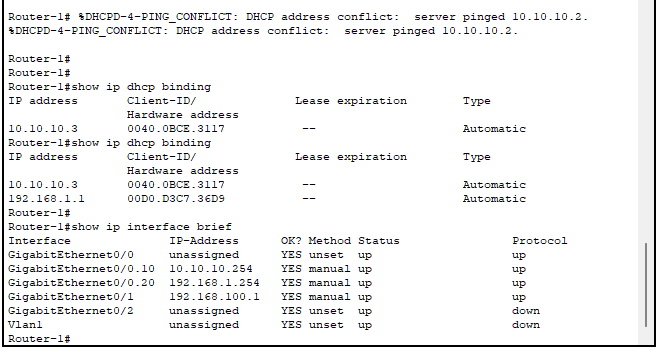 Router-1# %DHCPD-4-PING_CONFLICT: DHCP address conflict:  server pinged 10.10.10.2.
%DHCPD-4-PING_CONFLICT: DHCP address conflict:  server pinged 10.10.10.2.
Router-1#
Router-1#
Router-1#show ip dhcp binding
IP address       Client-ID/              Lease expiration        Type
                 Hardware address
10.10.10.3       0040.0BCE.3117           --                     Automatic
Router-1#show ip dhcp binding
IP address       Client-ID/              Lease expiration        Type
                 Hardware address
10.10.10.3       0040.0BCE.3117           --                     Automatic
192.168.1.1      00D0.D3C7.36D9           --                     Automatic
Router-1#
Router-1#show ip interface brief
Interface              IP-Address      OK? Method Status                Protocol
GigabitEthernet0/0     unassigned      YES unset  up                    up
GigabitEthernet0/0.10  10.10.10.254    YES manual up                    up
GigabitEthernet0/0.20  192.168.1.254   YES manual up                    up
GigabitEthernet0/1     192.168.100.1   YES manual up                    up
GigabitEthernet0/2     unassigned      YES unset  up                    down
Vlan1                  unassigned      YES unset  up                    down
Router-1#